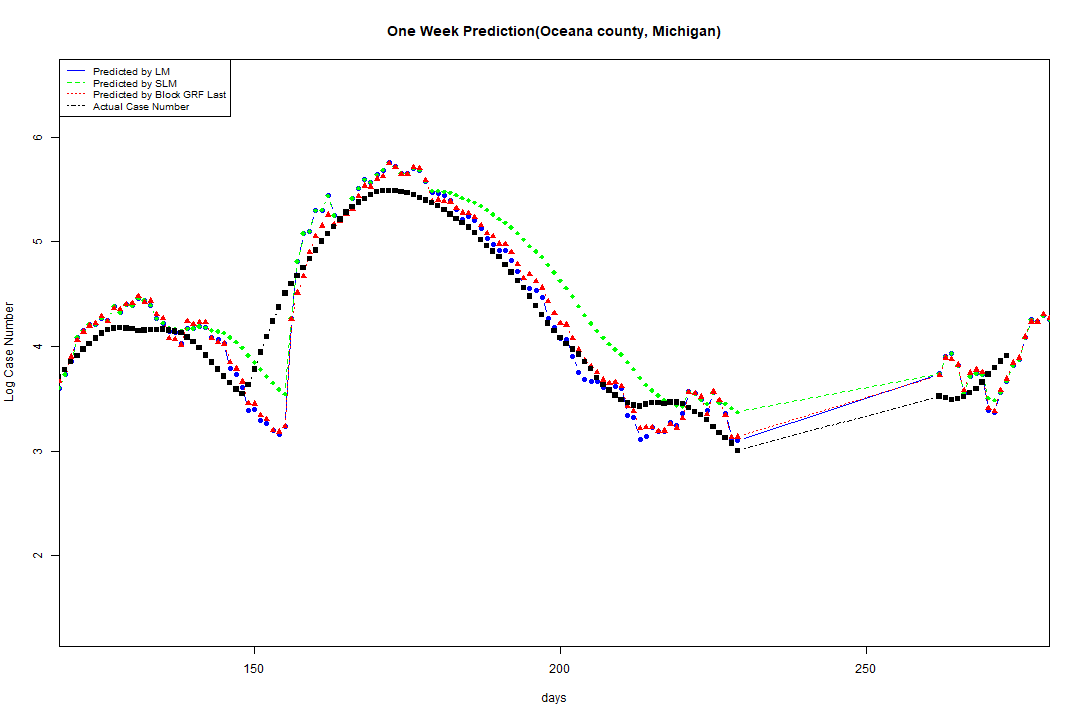 One Week Prediction(Oceana county, Michigan)
Predicted by LM
Predicted by SLM
Predicted by Block GRF Last
Actual Case Number
6
5
4
3
2
Log Case Number
150
200
250
days